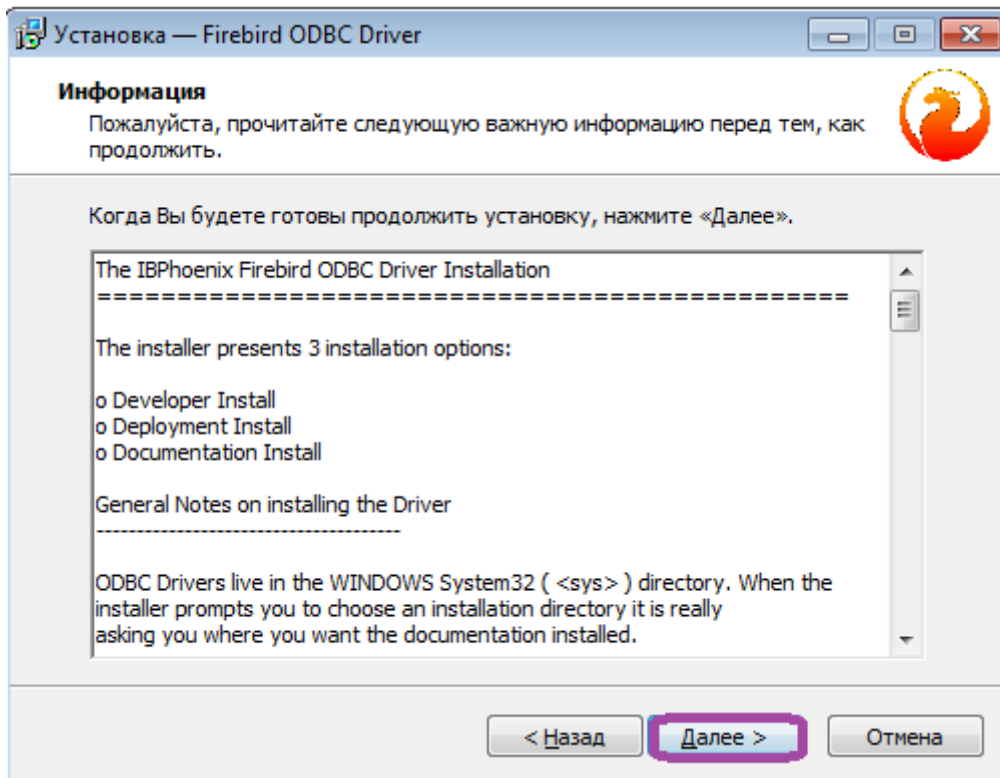 Установка — Firebird ODBC Driver
Информация
Пожалуйста, прочитайте следующую важную информацию перед тем, как
продолжить.
Когда Вы будете готовы продолжить установку, нажмите «Далее».
The IBPhoenix Firebird ODBC Driver Installation
===============================================
The installer presents 3 installation options:
o Developer Install
o Deployment Install
o Documentation Install
General Notes on installing the Driver
--------------------------------------
ODBC Drivers live in the WINDOWS System32 ( <sys> ) directory. When the
installer prompts you to choose an installation directory it is really
asking you where you want the documentation installed.
< Назад
Далее >
Отмена